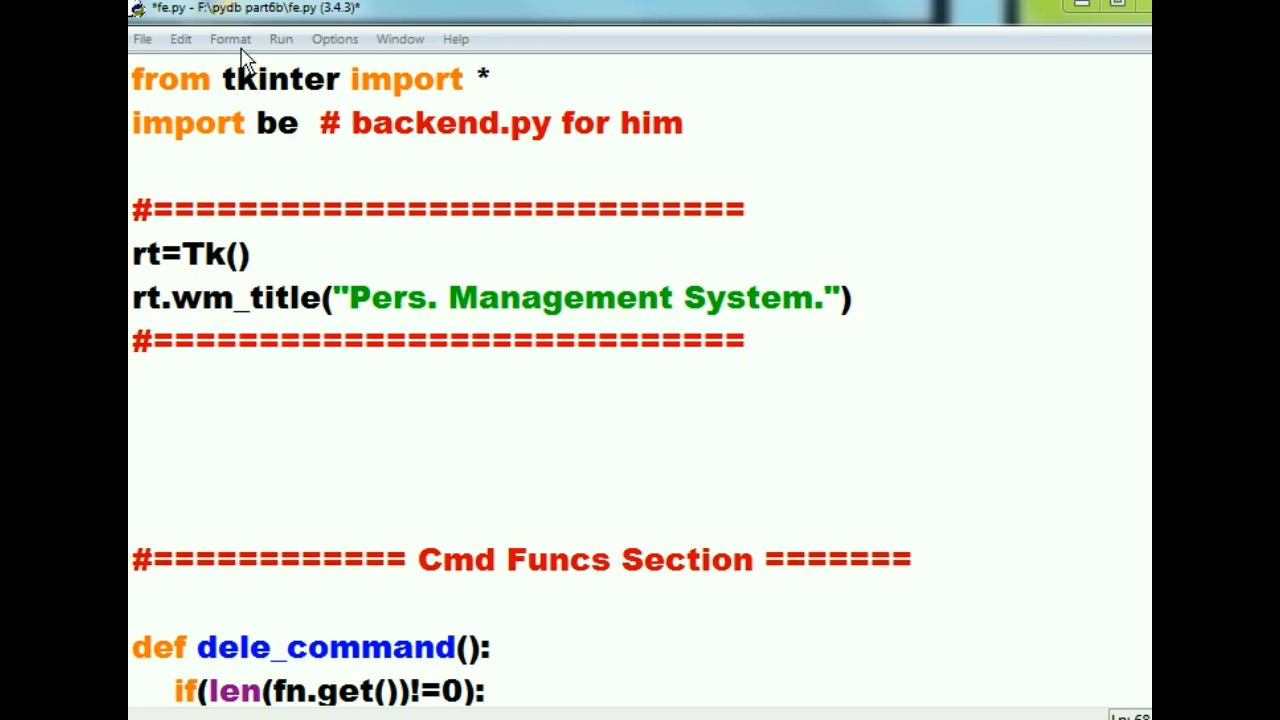 *fe.py - F:\pydb part6b\fe.py (3.4.3)*
File Edit Format Run Options Window Help
from tkinter import *
import be  # backend.py for him
#============================
rt=Tk()
rt.wm_title("Pers. Management System.")
#============================
#============ Cmd Funcs Section =======
def dele_command():
if(len(fn.get())!=0):
Ln: 68